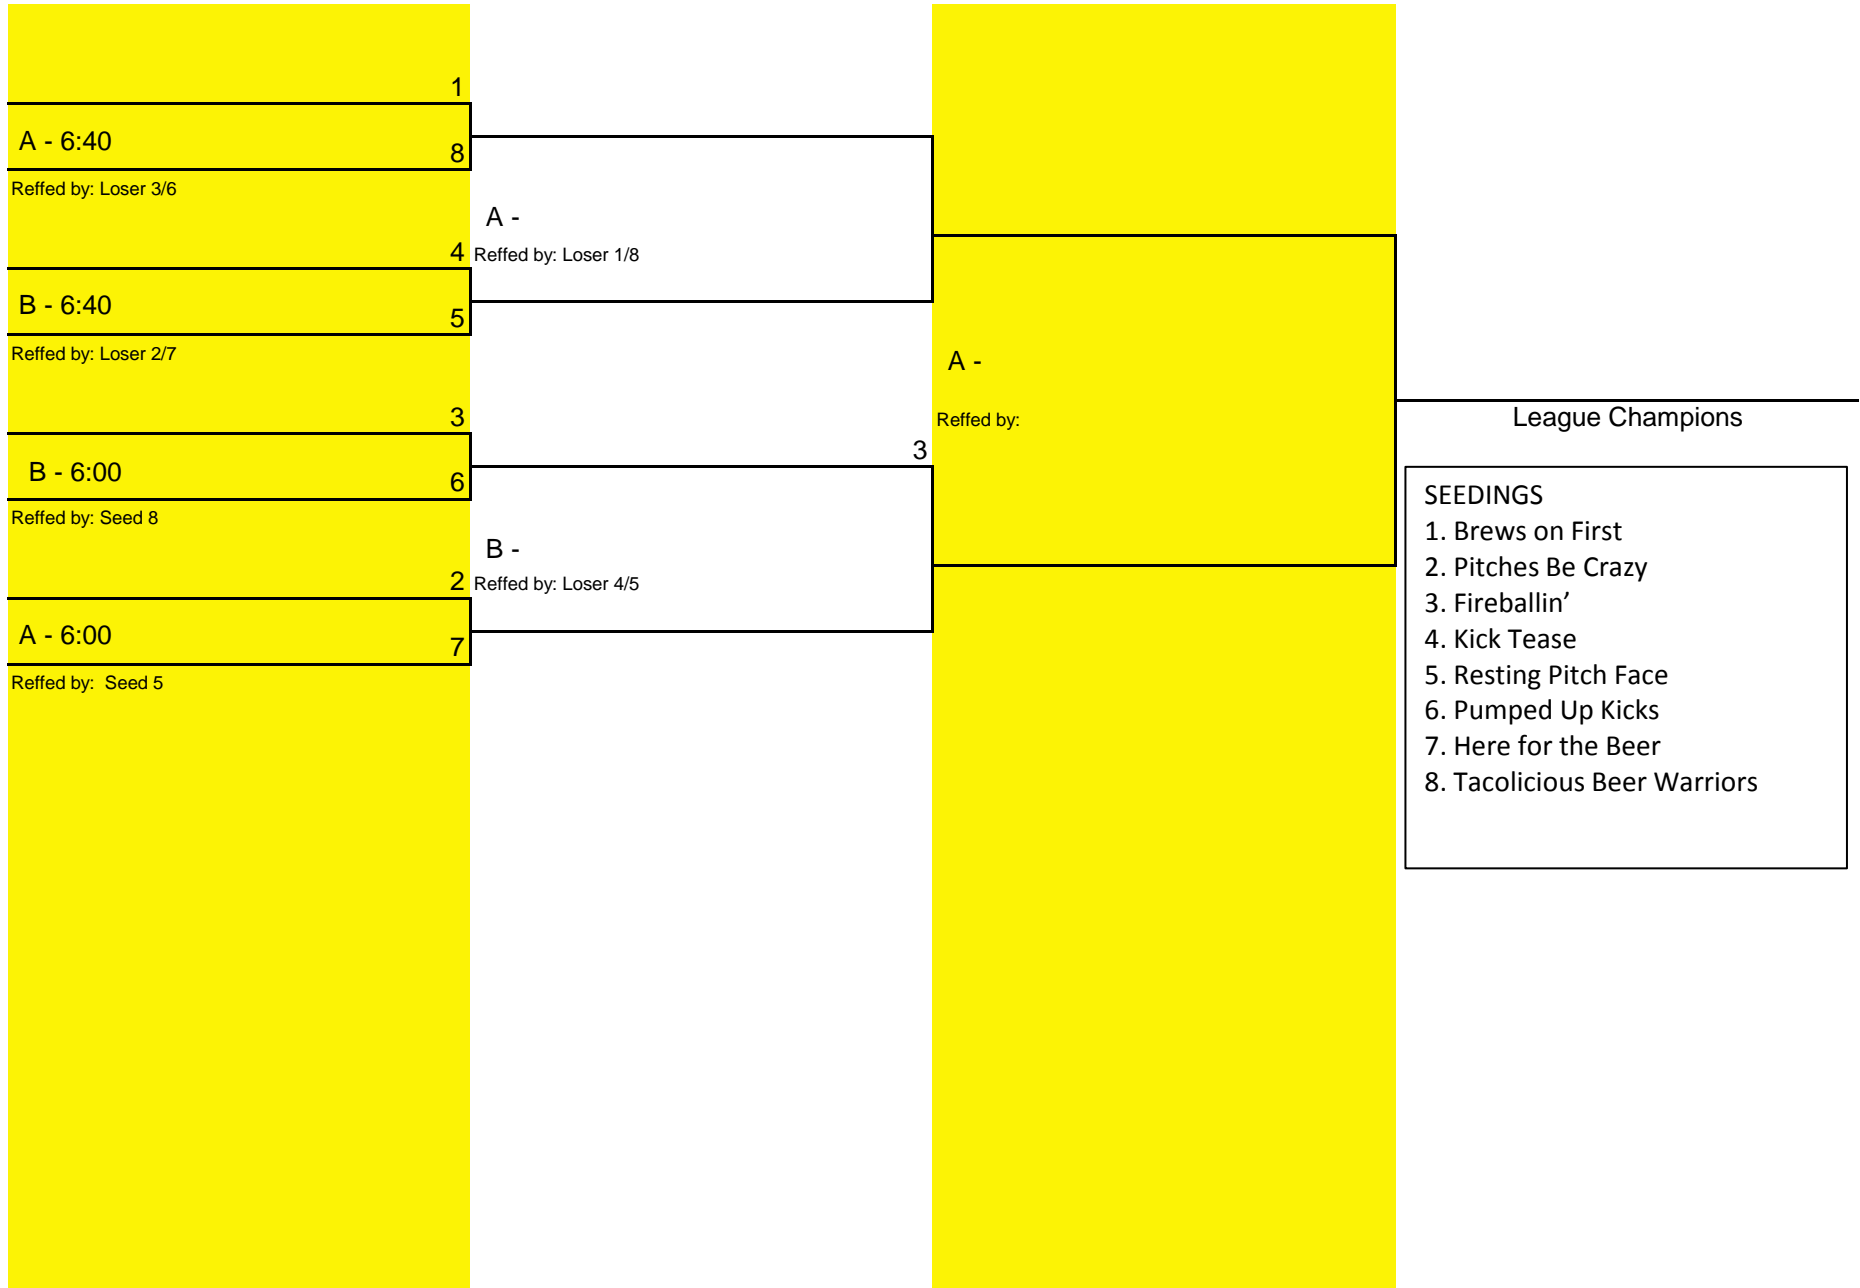 1
A - 6:40
8
Reffed by: Loser 3/6
4
B - 6:40
5
Reffed by: Loser 2/7
3
B - 6:00
6
Reffed by: Seed 8
2
A - 6:00
7
Reffed by:  Seed 5
A -
Reffed by: Loser 1/8
3
B -
Reffed by: Loser 4/5
A -
Reffed by:
League Champions
SEEDINGS
1. Brews on First
2. Pitches Be Crazy
3. Fireballin’
4. Kick Tease
5. Resting Pitch Face
6. Pumped Up Kicks
7. Here for the Beer
8. Tacolicious Beer Warriors